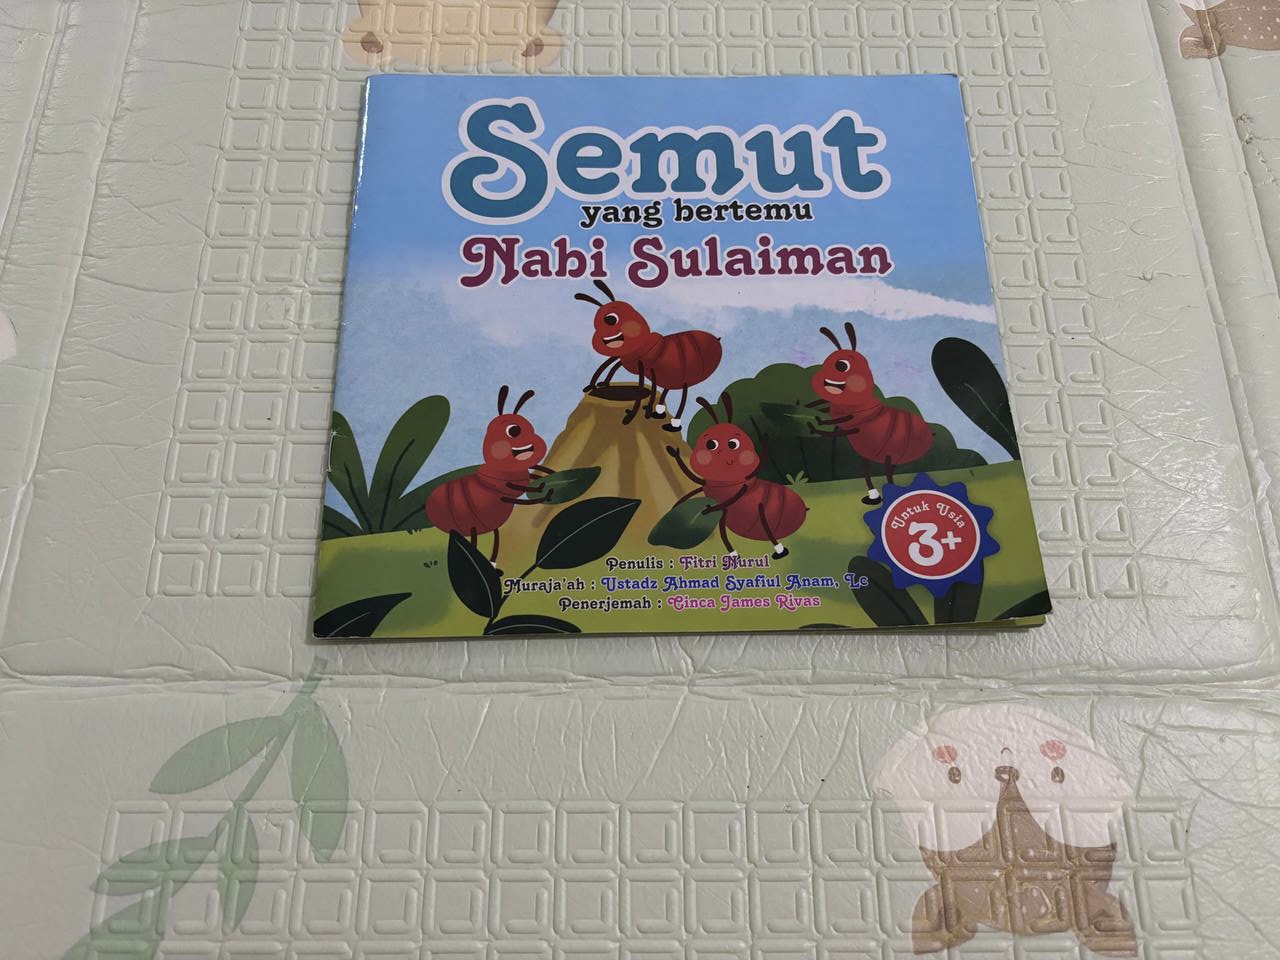 Semut
yang bertemu
Nabi Sulaiman
Untuk Usia
3+
Penulis : Fitri Nurul
Muraja'ah : Ustadz Ahmad Syafiul Anam, Lc
Penerjemah : Cinca James Rivas